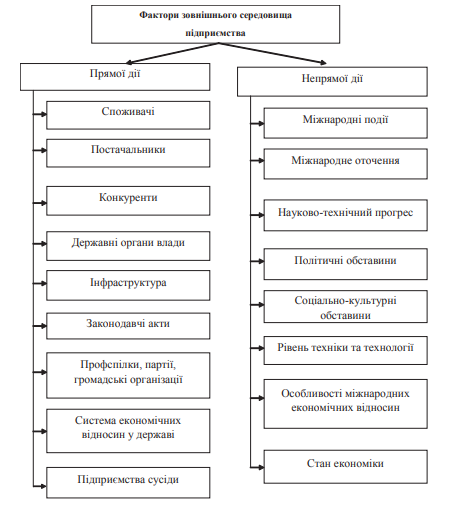 Фактори зовнішнього середовища
підприємства
Прямої дії
Споживачі
Постачальники
Конкуренти
Державні органи влади
Інфраструктура
Законодавчі акти
Профспілки, партії,
громадські організації
Система економічних
відносин у державі
Підприємства сусіди
Непрямої дії
Міжнародні події
Міжнародне оточення
Науково-технічний прогрес
Політичні обставини
Соціально-культурні
обставини
Рівень техніки та технології
Особливості міжнародних
економічних відносин
Стан економіки